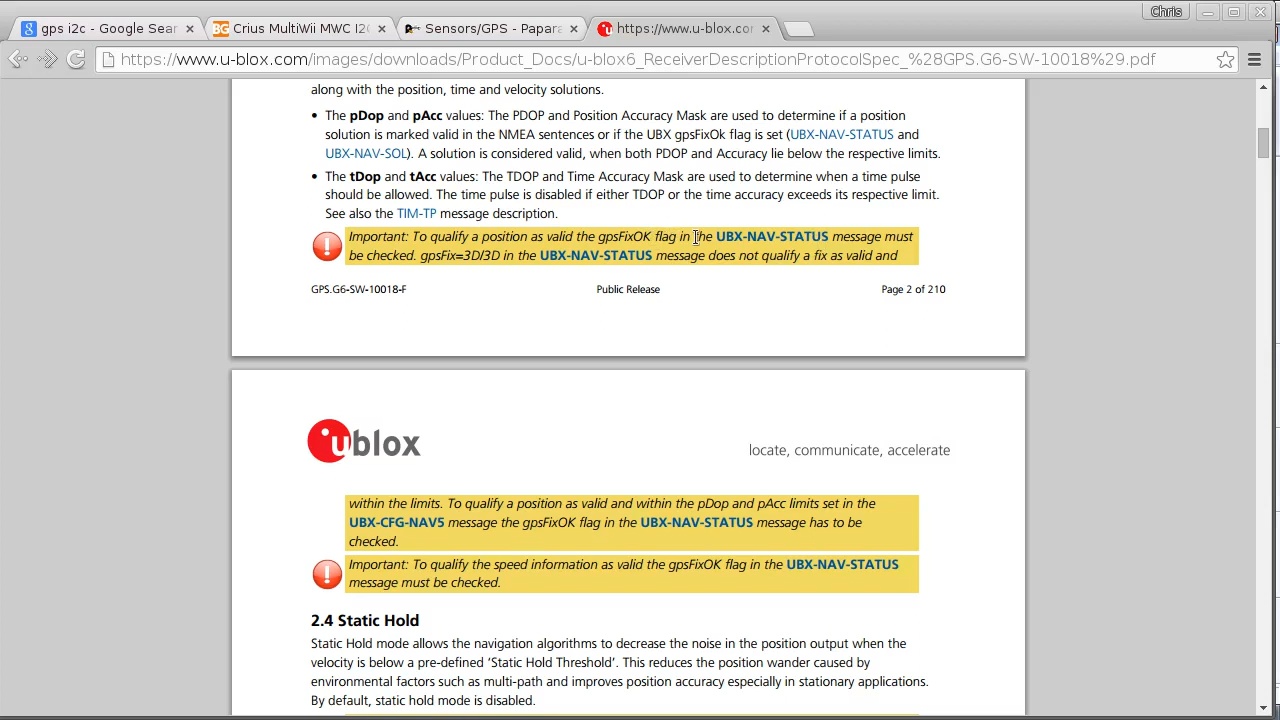 Chris
gps i2c - Google Sear
Crius MultiWii MWC I2C
Sensors/GPS - Papara
https://www.u-blox.com
https://www.u-blox.com/images/downloads/Product_Docs/u-blox6_ReceiverDescriptionProtocolSpec_%28GPS.G6-SW-10018%29.pdf
along with the position, time and velocity solutions.
• The pDop and pAcc values: The PDOP and Position Accuracy Mask are used to determine if a position
solution is marked valid in the NMEA sentences or if the UBX gpsFixOk flag is set (UBX-NAV-STATUS and
UBX-NAV-SOL). A solution is considered valid, when both PDOP and Accuracy lie below the respective limits.
• The tDop and tAcc values: The TDOP and Time Accuracy Mask are used to determine when a time pulse
should be allowed. The time pulse is disabled if either TDOP or the time accuracy exceeds its respective limit.
See also the TIM-TP message description.
Important: To qualify a position as valid the gpsFixOK flag in the UBX-NAV-STATUS message must
be checked. gpsFix=3D/3D in the UBX-NAV-STATUS message does not qualify a fix as valid and
GPS.G6-SW-10018-F Public Release Page 2 of 210
ublox
locate, communicate, accelerate
within the limits. To qualify a position as valid and within the pDop and pAcc limits set in the
UBX-CFG-NAV5 message the gpsFixOK flag in the UBX-NAV-STATUS message has to be
checked.
Important: To qualify the speed information as valid the gpsFixOK flag in the UBX-NAV-STATUS
message must be checked.
2.4 Static Hold
Static Hold mode allows the navigation algorithms to decrease the noise in the position output when the
velocity is below a pre-defined ‘Static Hold Threshold’. This reduces the position wander caused by
environmental factors such as multi-path and improves position accuracy especially in stationary applications.
By default, static hold mode is disabled.